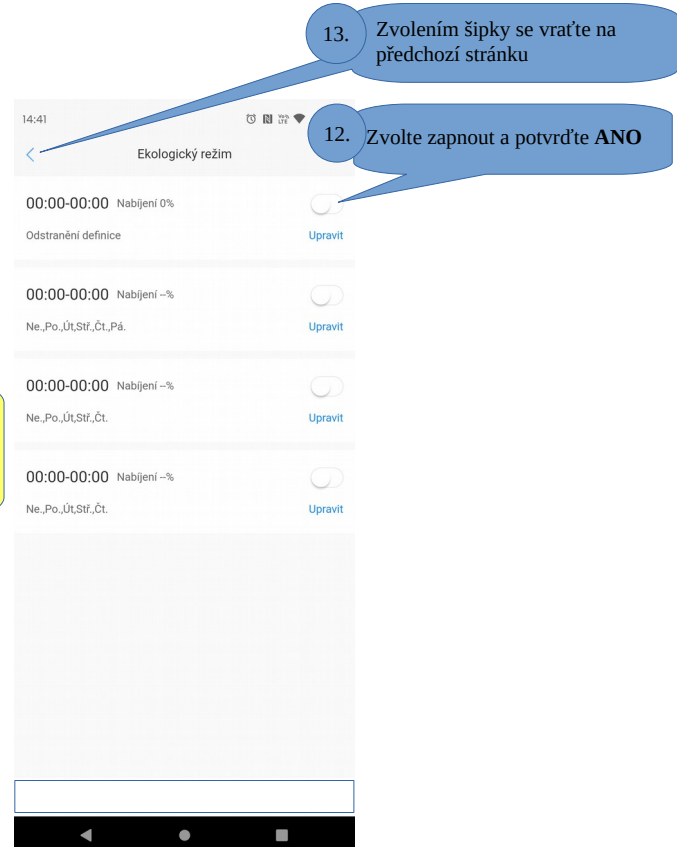 13.
Zvolením šipky se vraťte na
předchozí stránku
14:41
Ekologický režim
12.
Zvolte zapnout a potvrďte ANO
00:00-00:00 Nabíjení 0%
Odstranění definice
Upravit
00:00-00:00 Nabíjení --%
Ne.,Po.,Út,Stř.,Čt.,Pá.
Upravit
00:00-00:00 Nabíjení --%
Ne.,Po.,Út,Stř.,Čt.
Upravit
00:00-00:00 Nabíjení --%
Ne.,Po.,Út,Stř.,Čt.
Upravit